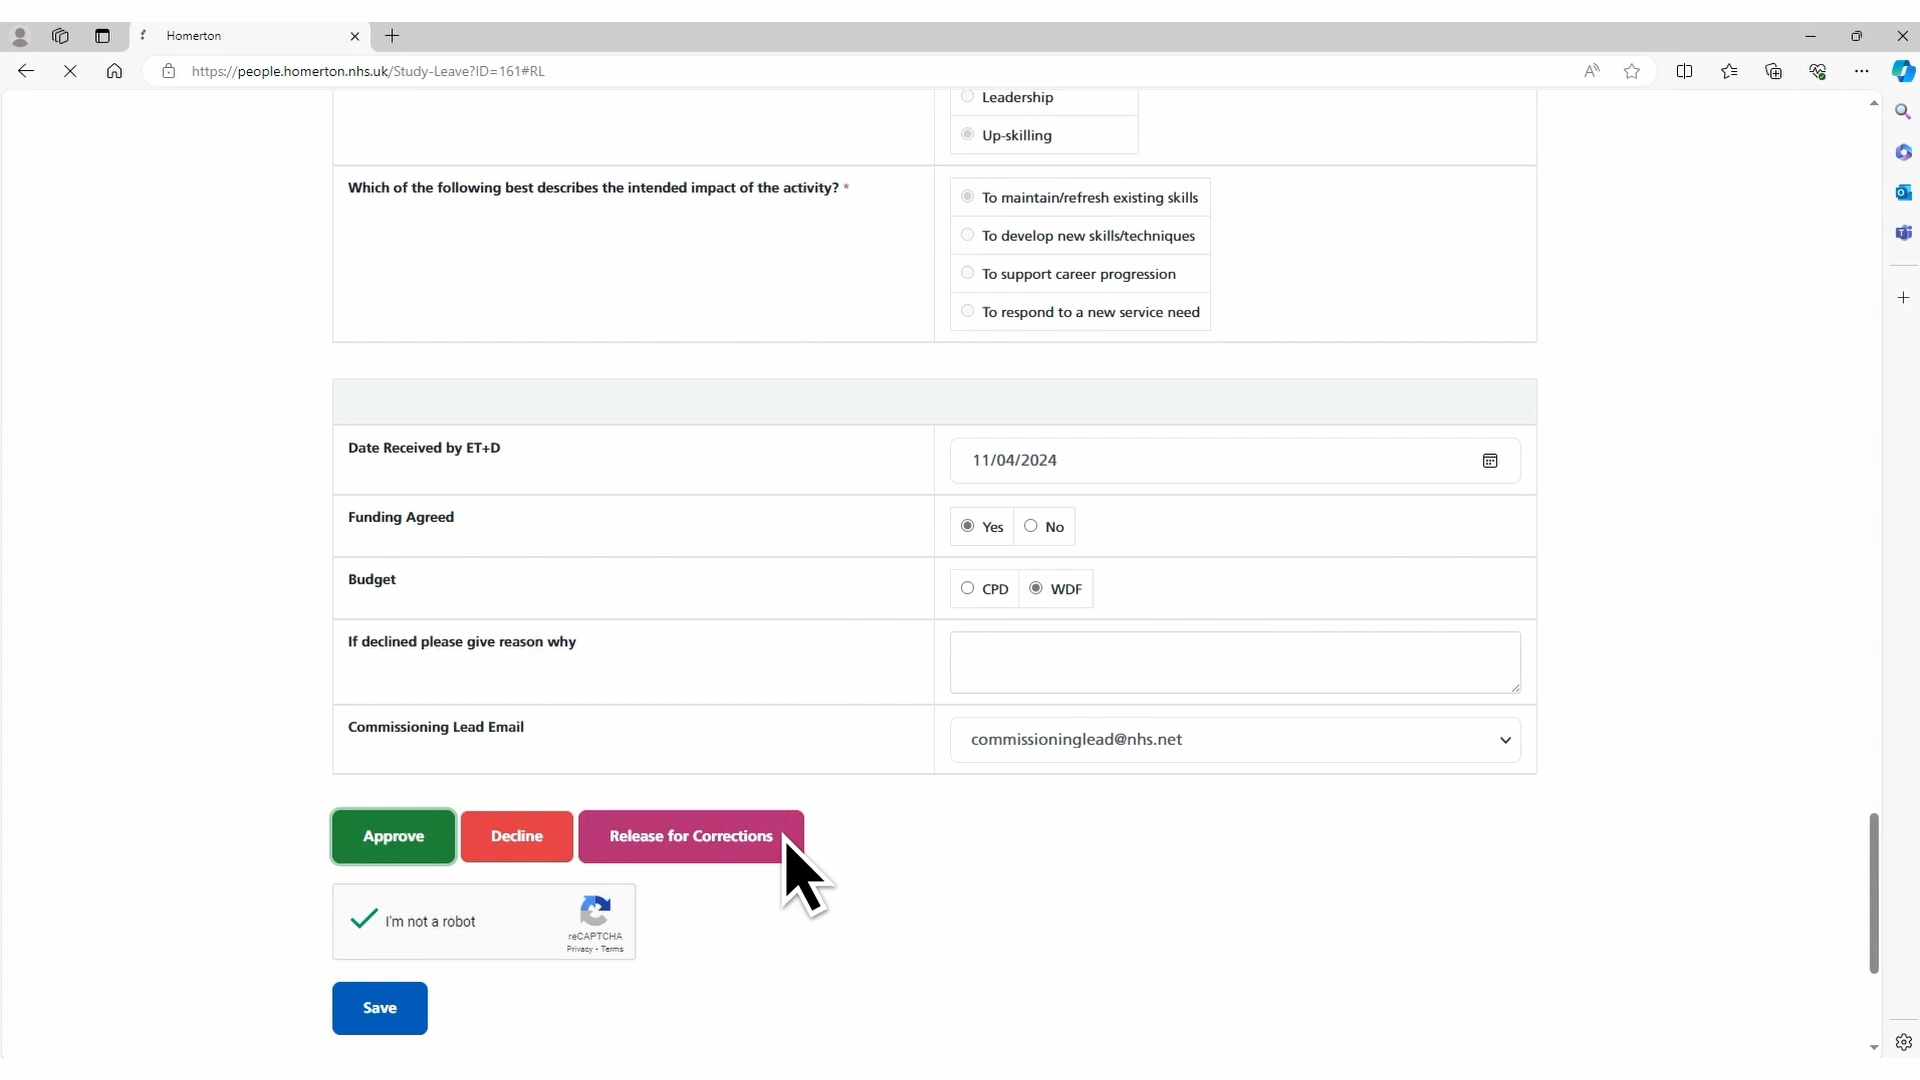 Homerton
https://people.homerton.nhs.uk/Study-Leave?ID=161#RL
Leadership
Up-skilling
Which of the following best describes the intended impact of the activity? *
To maintain/refresh existing skills
To develop new skills/techniques
To support career progression
To respond to a new service need
Date Received by ET+D
11/04/2024
Funding Agreed
Yes No
Budget
CPD WDF
If declined please give reason why
Commissioning Lead Email
commissioninglead@nhs.net
Approve Decline Release for Corrections
I'm not a robot
reCAPTCHA
Privacy - Terms
Save